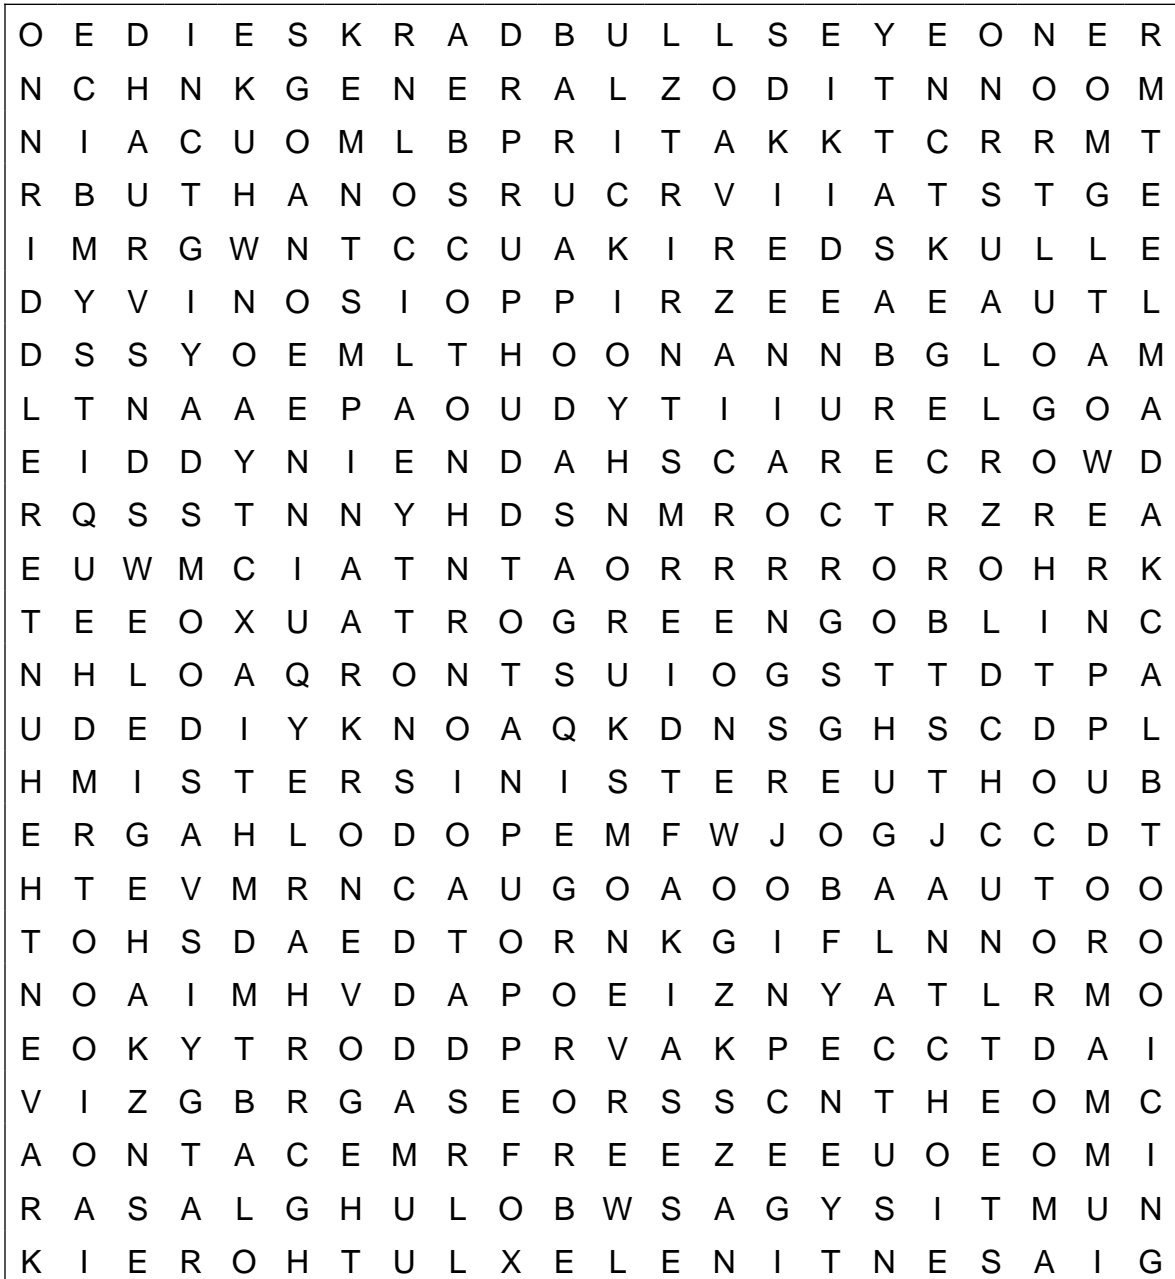 O E D I E S K R A D B U L L S E Y E O N E R
N C H N K G E N E R A L Z O D I T N N O O M
N I A C U O M L B P R I T A K K T C R R M T
R B U T H A N O S R U C R V I I A T S T G E
I M R G W N T C C U A K I R E D S K U L L E
D Y V I N O S I O P P I R Z E E A E A U T L
D S S Y O E M L T H O O N A N N B G L O A M
L T N A A E P A O U D Y T I I U R E L G O A
E I D D Y N I E N D A H S C A R E C R O W D
R Q S S T N N Y H D S N M R O C T R Z R E A
E U W M C I A T N T A O R R R R O R O H R K
T E E O X U A T R O G R E E N G O B L I N C
N H L O A Q R O N T S U I O G S T T D T P A
U D E D I Y K N O A Q K D N S G H S C D P L
H M I S T E R S I N I S T E R E U T H O U B
E R G A H L O D O P E M F W J O G J C C D T
H T E V M R N C A U G O A O O B A A U T O O
T O H S D A E D T O R N K G I F L N N O R O
N O A I M H V D A P O E I Z N Y A T L R M O
E O K Y T R O D D P R V A K P E C C T D A I
V I Z G B R G A S E O R S S C N T H E O M C
A O N T A C E M R F R E E Z E E U O E O M I
R A S A L G H U L O B W S A G Y S I T M U N
K I E R O H T U L X E L E N I T N E S A I G